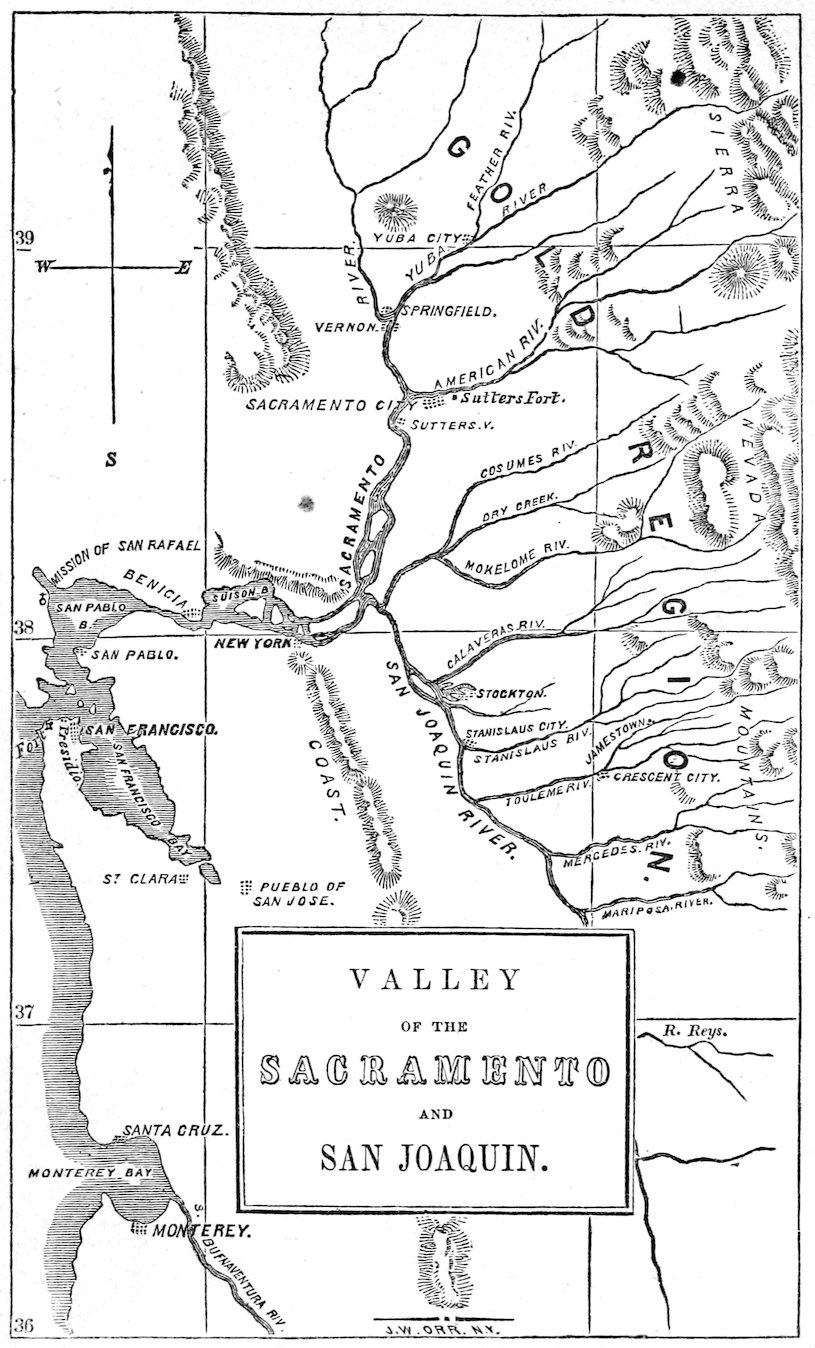 GOLD REGION.
SIERRA
NEVADA
MOUNTAINS.
FEATHER RIV.
YUBA RIVER
YUBA CITY
39
W E
S
RIVER
SPRINGFIELD.
VERNON.
AMERICAN RIV.
SACRAMENTO CITY
Sutters Fort.
SUTTERS. V.
SACRAMENTO
COSUMES RIV.
DRY CREEK.
MOKELOME RIV.
MISSION OF SAN RAFAEL
BENICIA
SUISON B.
SAN PABLO
B.
38
NEW YORK
CALAVERAS. RIV.
SAN PABLO.
SAN JOAQUIN RIVER.
STOCKTON.
STANISLAUS CITY.
STANISLAUS RIV.
JAMESTOWN.
Fort
Presidio
SAN FRANCISCO.
SAN FRANCISCO BAY
COAST.
TOULEME RIV.
CRESCENT CITY.
MERCEDES. RIV.
MARIPOSA. RIVER.
ST CLARA
PUEBLO OF
SAN JOSE.
VALLEY
OF THE
SACRAMENTO
AND
SAN JOAQUIN.
37
R. Reys.
SANTA CRUZ.
MONTEREY BAY
MONTEREY.
S. BUENAVENTURA RIV.
36
J. W. ORR. N.Y.